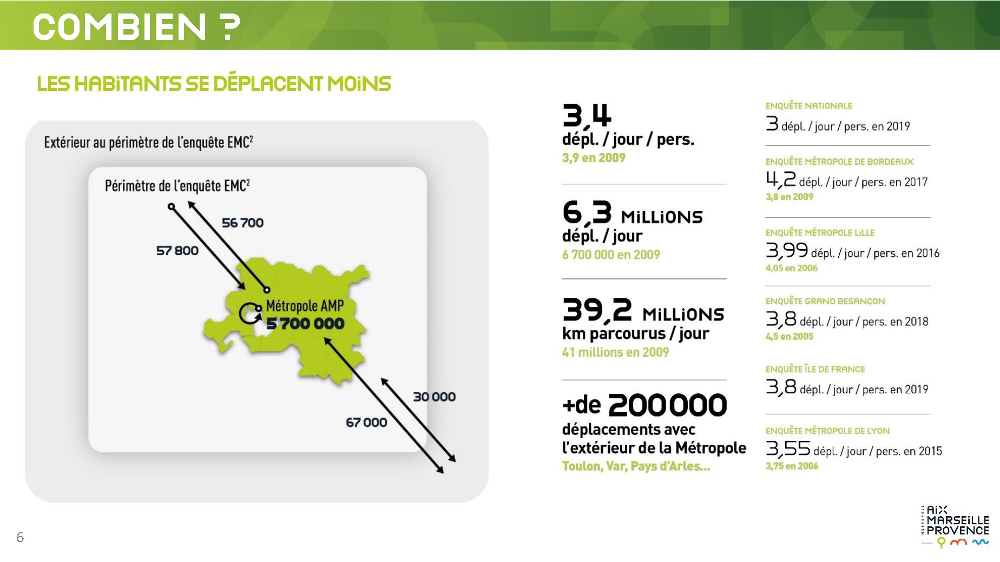 COMBIEN ?
LES HABITANTS SE DÉPLACENT MOINS
Extérieur au périmètre de l'enquête EMC²
Périmètre de l'enquête EMC²
56 700
57 800
Métropole AMP
5 700 000
30 000
67 000
3,4
dépl. / jour / pers.
3,9 en 2009
6,3 MiLLiONS
dépl. / jour
6 700 000 en 2009
39,2 MiLLiONS
km parcourus / jour
41 millions en 2009
+de 200 000
déplacements avec
l'extérieur de la Métropole
Toulon, Var, Pays d'Arles...
ENQUÊTE NATIONALE
3 dépl. / jour / pers. en 2019
ENQUÊTE MÉTROPOLE DE BORDEAUX
4,2 dépl. / jour / pers. en 2017
3,8 en 2009
ENQUÊTE MÉTROPOLE LILLE
3,99 dépl. / jour / pers. en 2016
4,05 en 2006
ENQUÊTE GRAND BESANÇON
3,8 dépl. / jour / pers. en 2018
4,5 en 2005
ENQUÊTE ÎLE DE FRANCE
3,8 dépl. / jour / pers. en 2019
ENQUÊTE MÉTROPOLE DE LYON
3,55 dépl. / jour / pers. en 2015
3,75 en 2006
MÉTROPOLE
AIX
MARSEILLE
PROVENCE
6